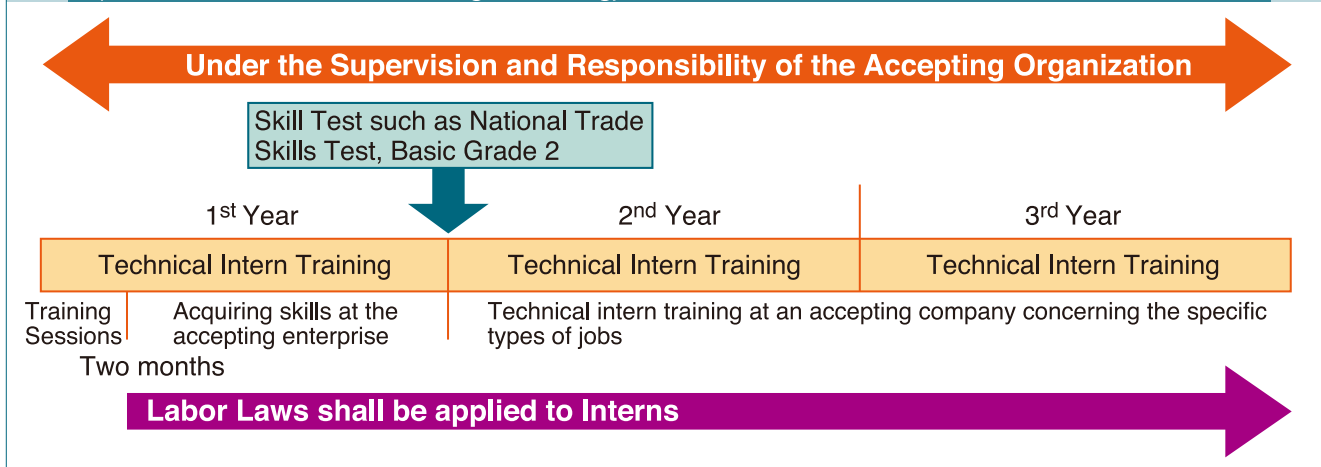 Under the Supervision and Responsibility of the Accepting Organization
Skill Test such as National Trade
Skills Test, Basic Grade 2
1st Year
2nd Year
3rd Year
Technical Intern Training
Technical Intern Training
Technical Intern Training
Training
Sessions
Acquiring skills at the
accepting enterprise
Technical intern training at an accepting company concerning the specific
types of jobs
Two months
Labor Laws shall be applied to Interns